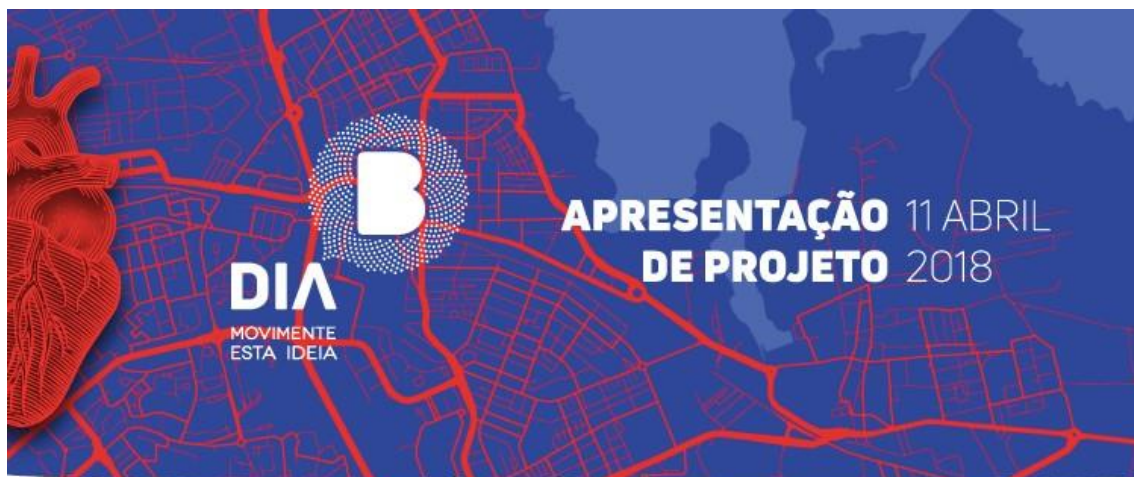 B
DIA
MOVIMENTE
ESTA IDEIA
APRESENTAÇÃO 11 ABRIL
DE PROJETO 2018